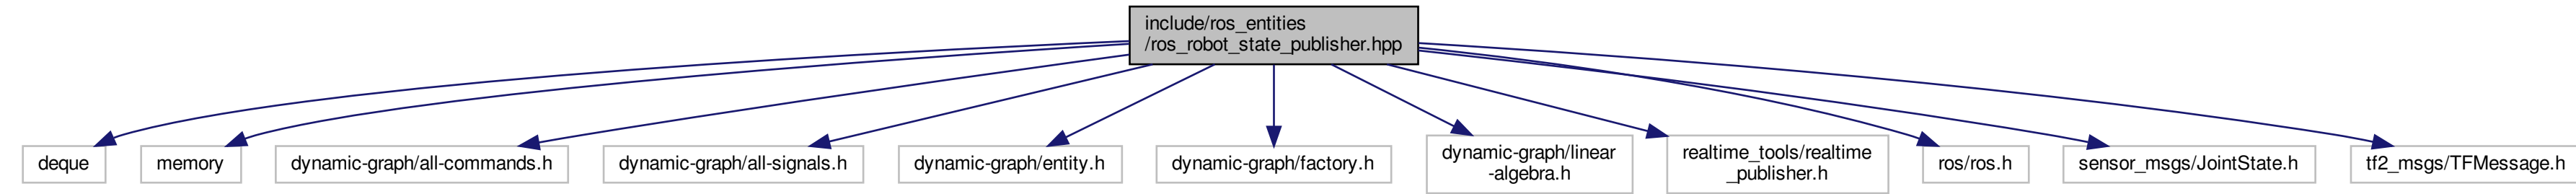 include/ros_entities
/ros_robot_state_publisher.hpp
deque
memory
dynamic-graph/all-commands.h
dynamic-graph/all-signals.h
dynamic-graph/entity.h
dynamic-graph/factory.h
dynamic-graph/linear
-algebra.h
realtime_tools/realtime
_publisher.h
ros/ros.h
sensor_msgs/JointState.h
tf2_msgs/TFMessage.h